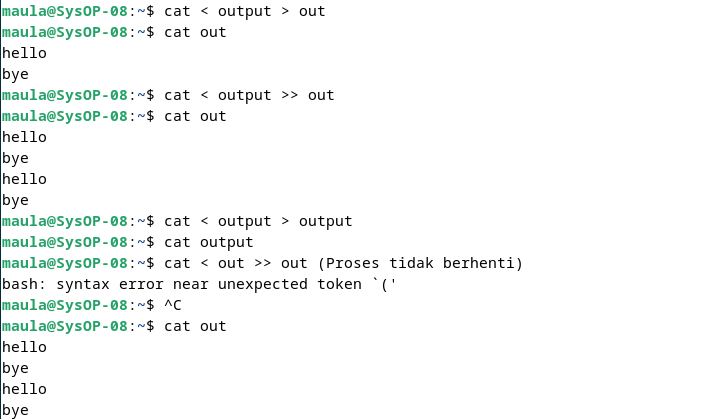 maula@SysOP-08:~$ cat < output > out
maula@SysOP-08:~$ cat out
hello
bye
maula@SysOP-08:~$ cat < output >> out
maula@SysOP-08:~$ cat out
hello
bye
hello
bye
maula@SysOP-08:~$ cat < output > output
maula@SysOP-08:~$ cat output
maula@SysOP-08:~$ cat < out >> out (Proses tidak berhenti)
bash: syntax error near unexpected token `('
maula@SysOP-08:~$ ^C
maula@SysOP-08:~$ cat out
hello
bye
hello
bye